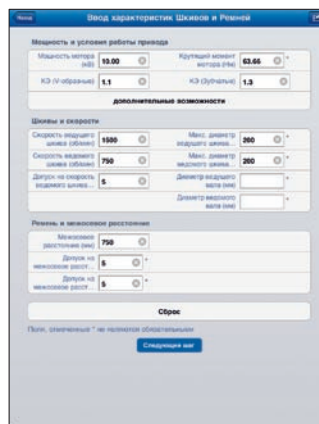 Назад
Ввод характеристик Шкивов и Ремней
Мощность и условия работы привода
Мощность мотора (кВ)
10.00
Крутящий момент мотора (Нм)
63.66 *
КЭ (V-образные)
1.1
КЭ (Зубчатые)
1.3
дополнительные возможности
Шкивы и скорости
Скорость ведущего шкива (об/мин)
1500
Макс. диаметр ведущего шкива...
260 *
Скорость ведомого шкива (об/мин)
750
Макс. диаметр ведомого шкива...
260 *
Допуск на скорость ведомого шкива...
5
Диаметр ведущего вала (мм)
*
Диаметр ведомого вала (мм)
*
Ремень и межосевое расстояние
Межосевое расстояние (мм)
750
Допуск на межосевое расст...
5 *
Допуск на межосевое расст...
5 *
Сброс
Поля, отмеченные * не являются обязательными
Следующий шаг